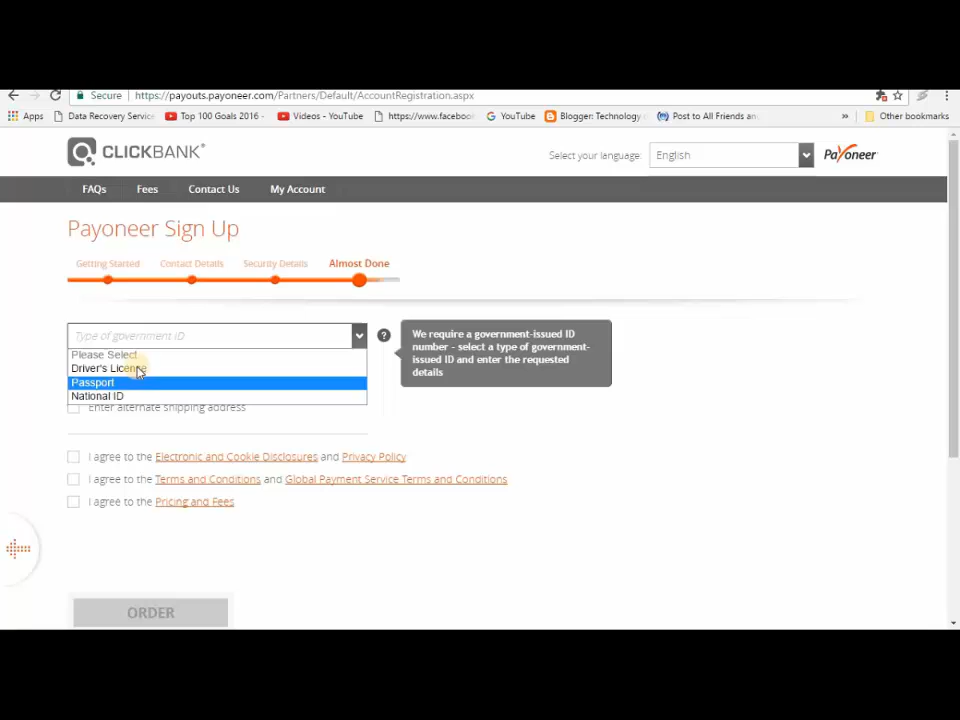 Secure https://payouts.payoneer.com/Partners/Default/AccountRegistration.aspx
Apps Data Recovery Service Top 100 Goals 2016 - Videos - YouTube https://www.faceboo YouTube Blogger: Technology Post to All Friends an » Other bookmarks
CLICKBANK® Select your language: English Payoneer
FAQs Fees Contact Us My Account
Payoneer Sign Up
Getting Started Contact Details Security Details Almost Done
Type of government ID ?
We require a government-issued ID
number - select a type of government-
issued ID and enter the requested
details
Please Select
Driver's License
Passport
National ID
Enter alternate shipping address
I agree to the Electronic and Cookie Disclosures and Privacy Policy
I agree to the Terms and Conditions and Global Payment Service Terms and Conditions
I agree to the Pricing and Fees
ORDER